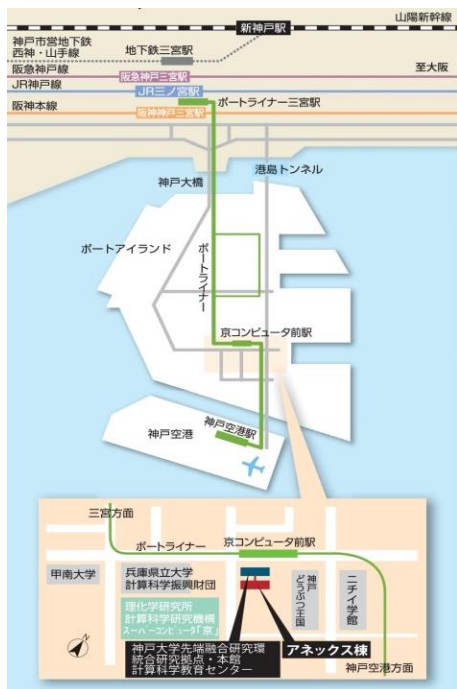 山陽新幹線
新神戸駅
神戸市営地下鉄
西神・山手線
地下鉄三宮駅
阪急神戸線
阪急神戸三宮駅
至大阪
JR神戸線
JR三ノ宮駅
ポートライナー三宮駅
阪神本線
阪神神戸三宮駅
神戸大橋
港島トンネル
ポートアイランド
ポートライナー
京コンピュータ前駅
神戸空港
神戸空港駅
三宮方面
ポートライナー
京コンピュータ前駅
甲南大学
兵庫県立大学
計算科学振興財団
神戸
どうぶつ王国
ニチイ学館
理化学研究所
計算科学研究機構
スーパーコンピュータ「京」
神戸大学先端融合研究環
統合研究拠点・本館
計算科学教育センター
アネックス棟
神戸空港方面